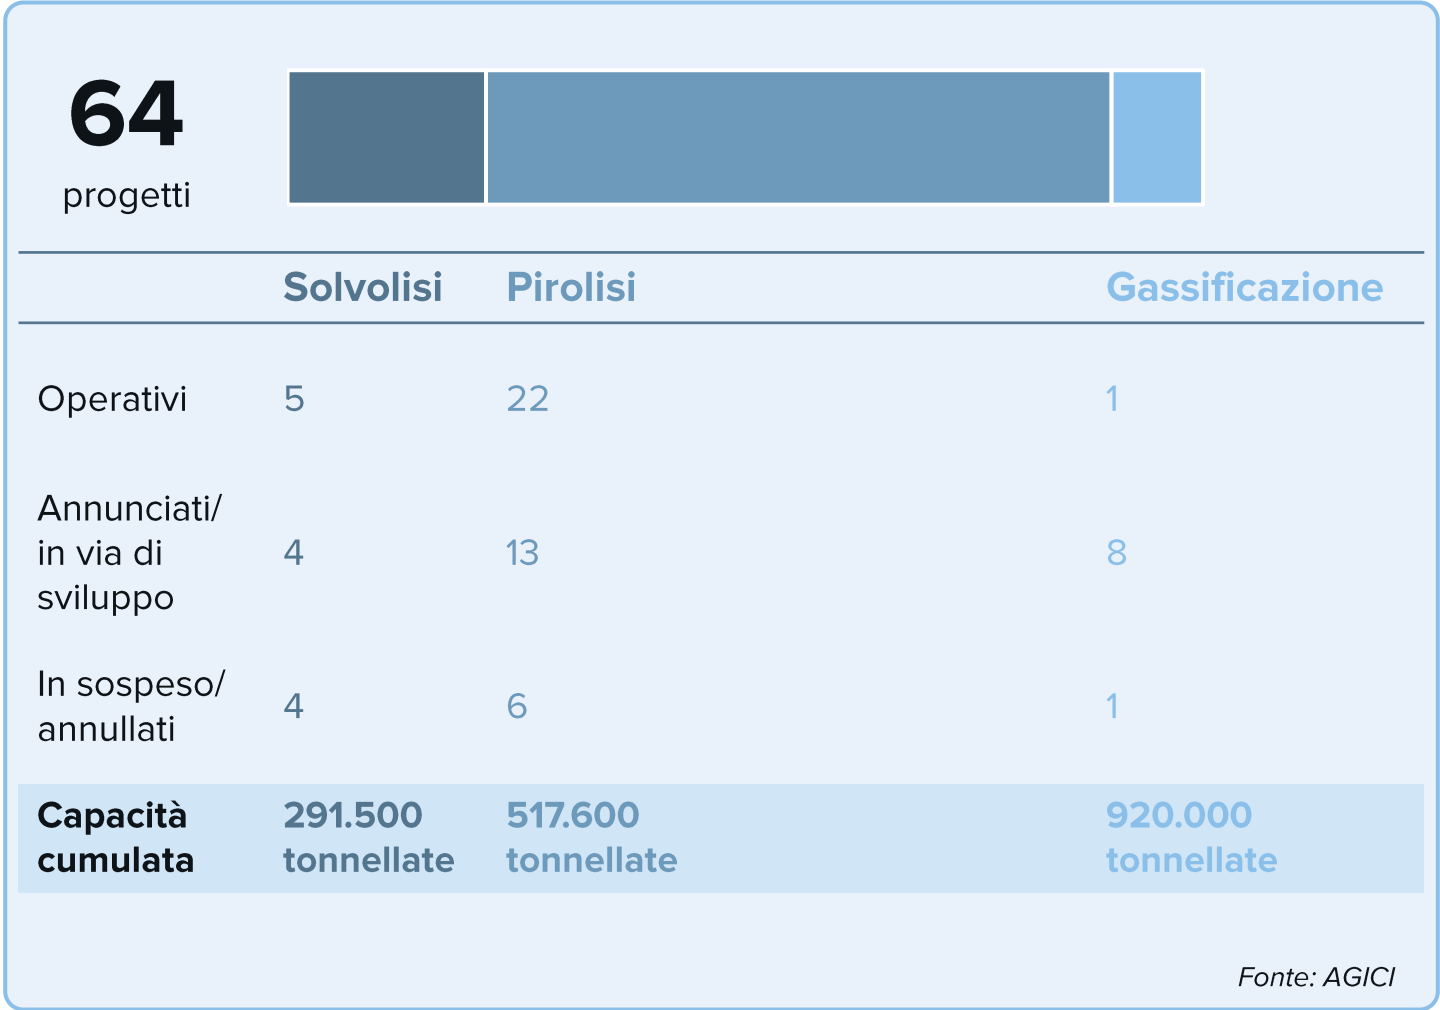 64
progetti
Solvolisi Pirolisi Gassificazione
Operativi 5 22 1
Annunciati/
in via di 4 13 8
sviluppo
In sospeso/
annullati 4 6 1
Capacità 291.500 517.600 920.000
cumulata tonnellate tonnellate tonnellate
Fonte: AGICI